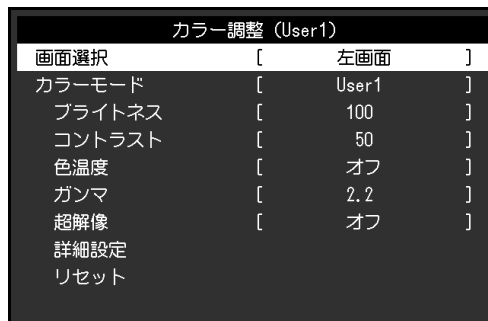 カラー調整 (User1)
画面選択 [ 左画面 ]
カラーモード [ User1 ]
ブライトネス [ 100 ]
コントラスト [ 50 ]
色温度 [ オフ ]
ガンマ [ 2.2 ]
超解像 [ オフ ]
詳細設定
リセット